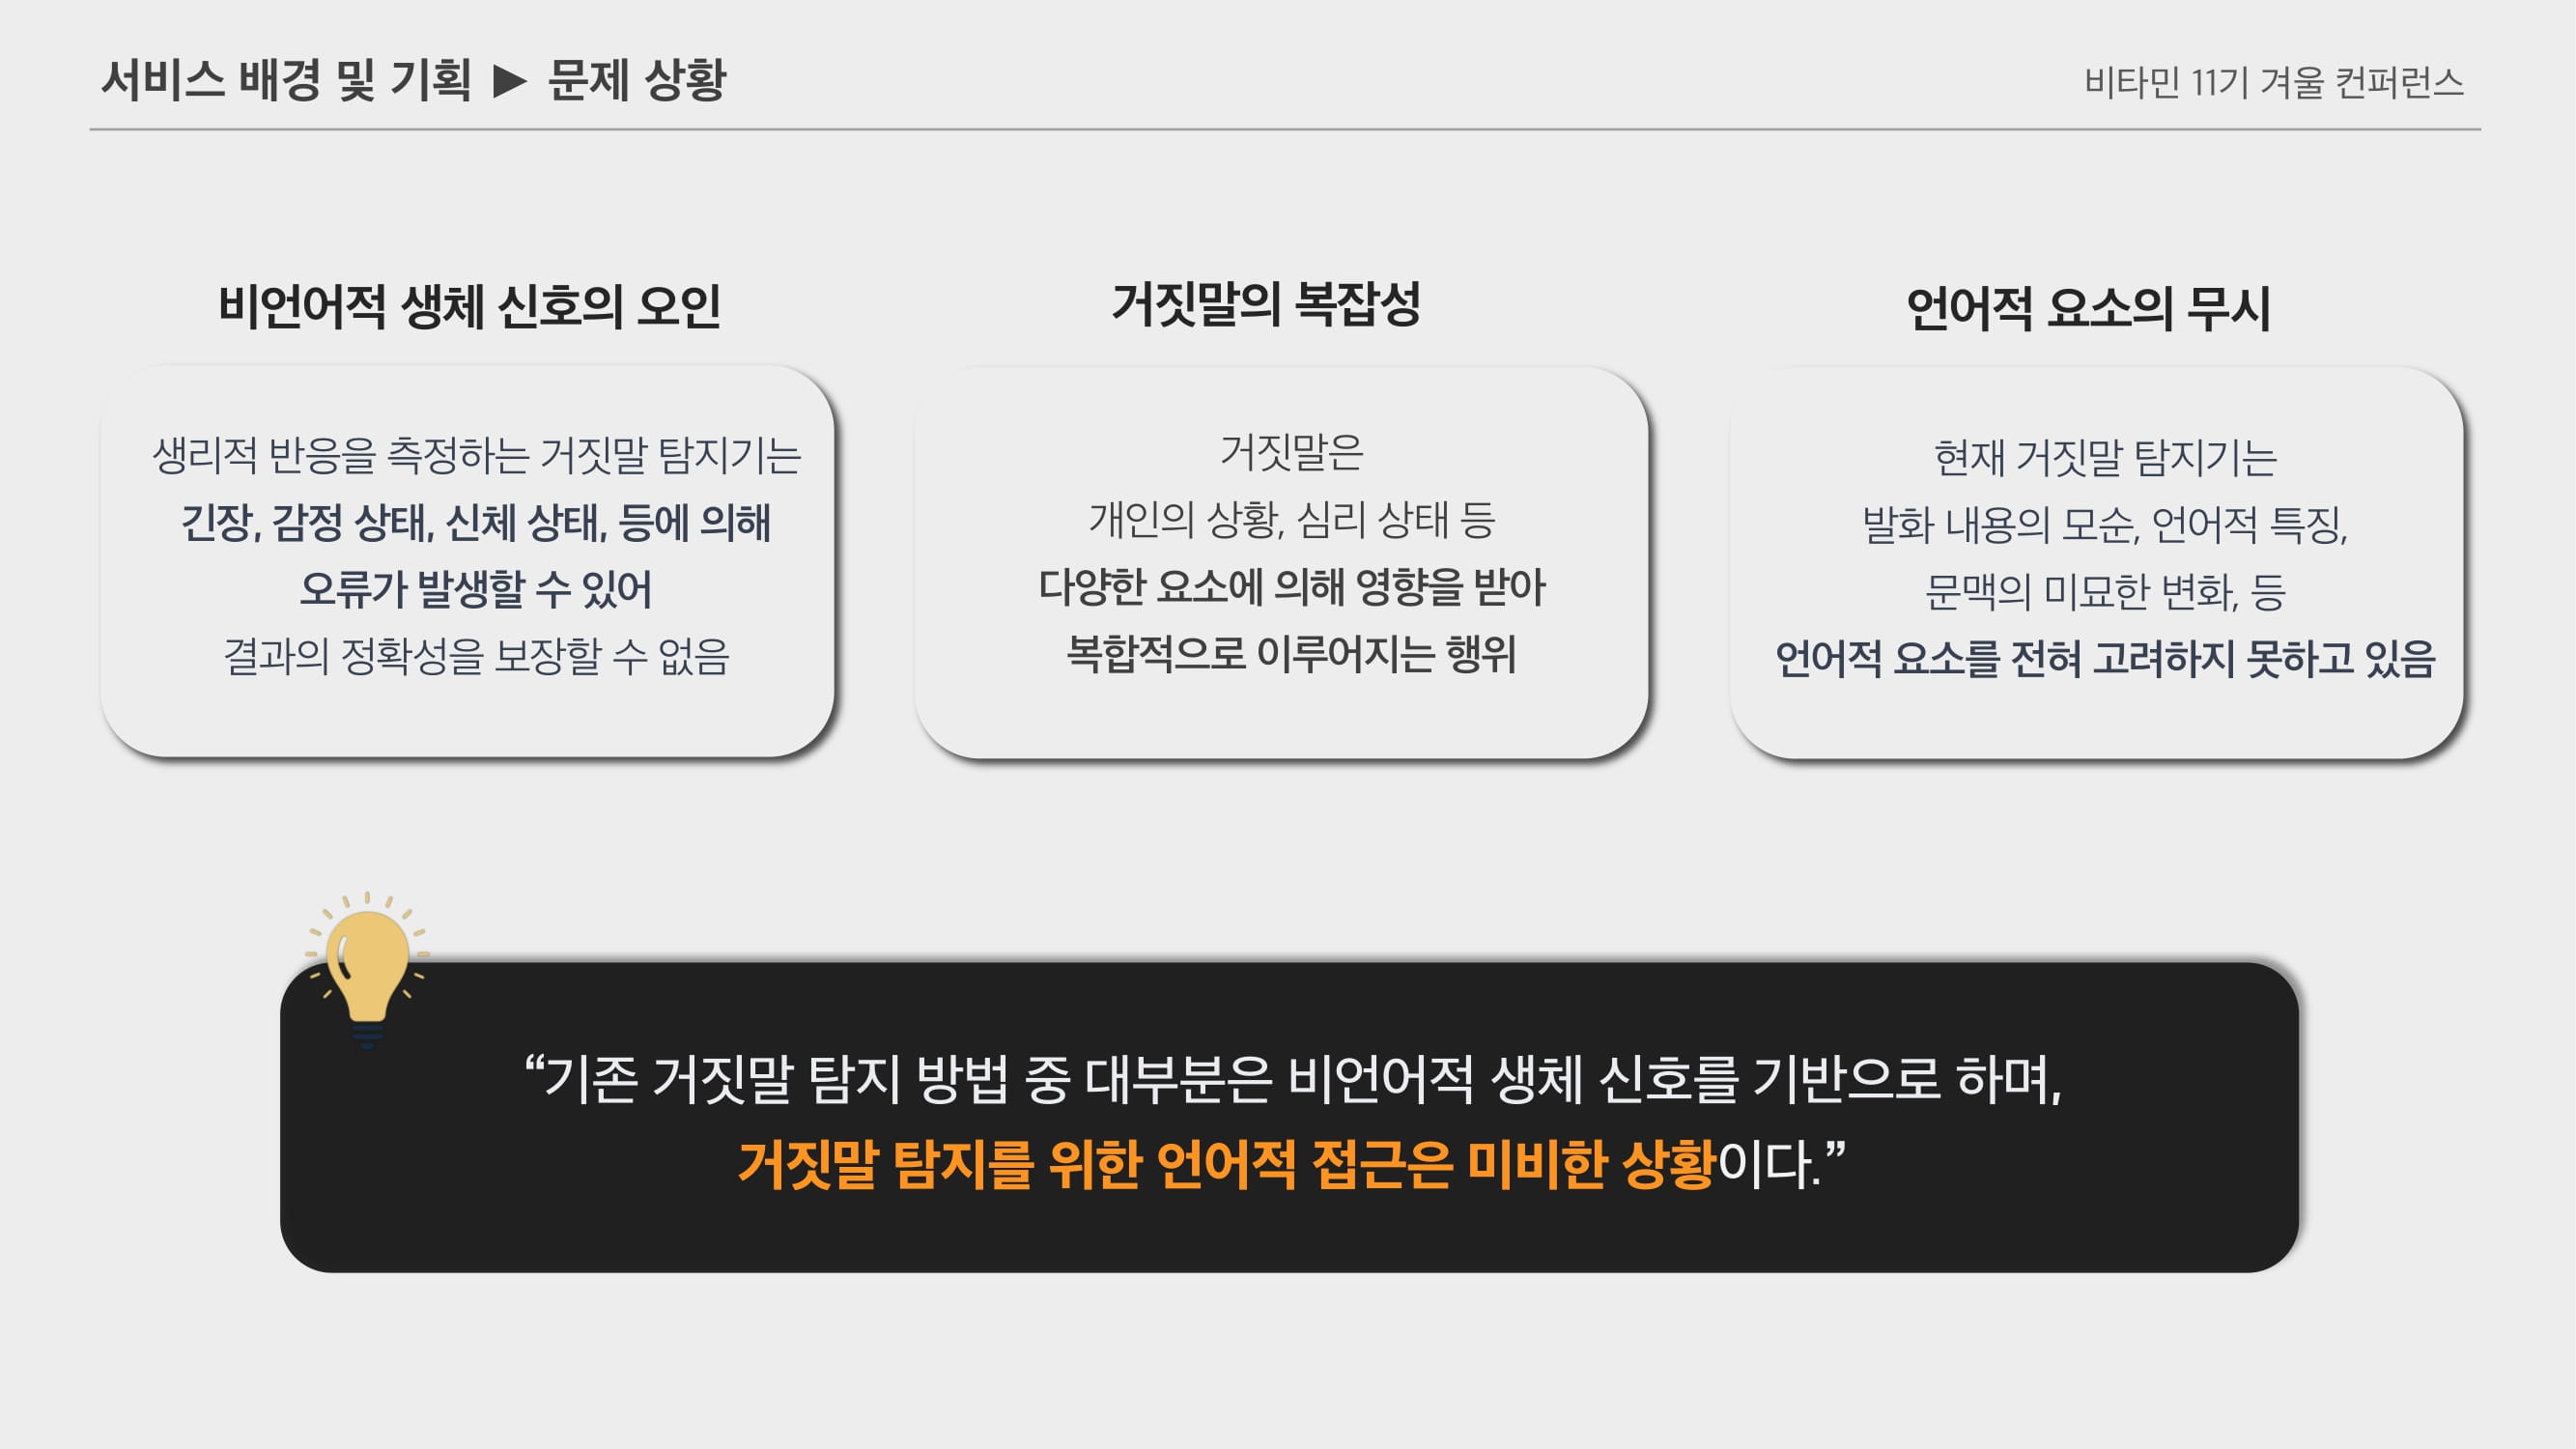 서비스 배경 및 기획 ▶ 문제 상황
비타민 11기 겨울 컨퍼런스
비언어적 생체 신호의 오인
생리적 반응을 측정하는 거짓말 탐지기는
긴장, 감정 상태, 신체 상태, 등에 의해
오류가 발생할 수 있어
결과의 정확성을 보장할 수 없음
거짓말의 복잡성
거짓말은
개인의 상황, 심리 상태 등
다양한 요소에 의해 영향을 받아
복합적으로 이루어지는 행위
언어적 요소의 무시
현재 거짓말 탐지기는
발화 내용의 모순, 언어적 특징,
문맥의 미묘한 변화, 등
언어적 요소를 전혀 고려하지 못하고 있음
“기존 거짓말 탐지 방법 중 대부분은 비언어적 생체 신호를 기반으로 하며,
거짓말 탐지를 위한 언어적 접근은 미비한 상황이다.”